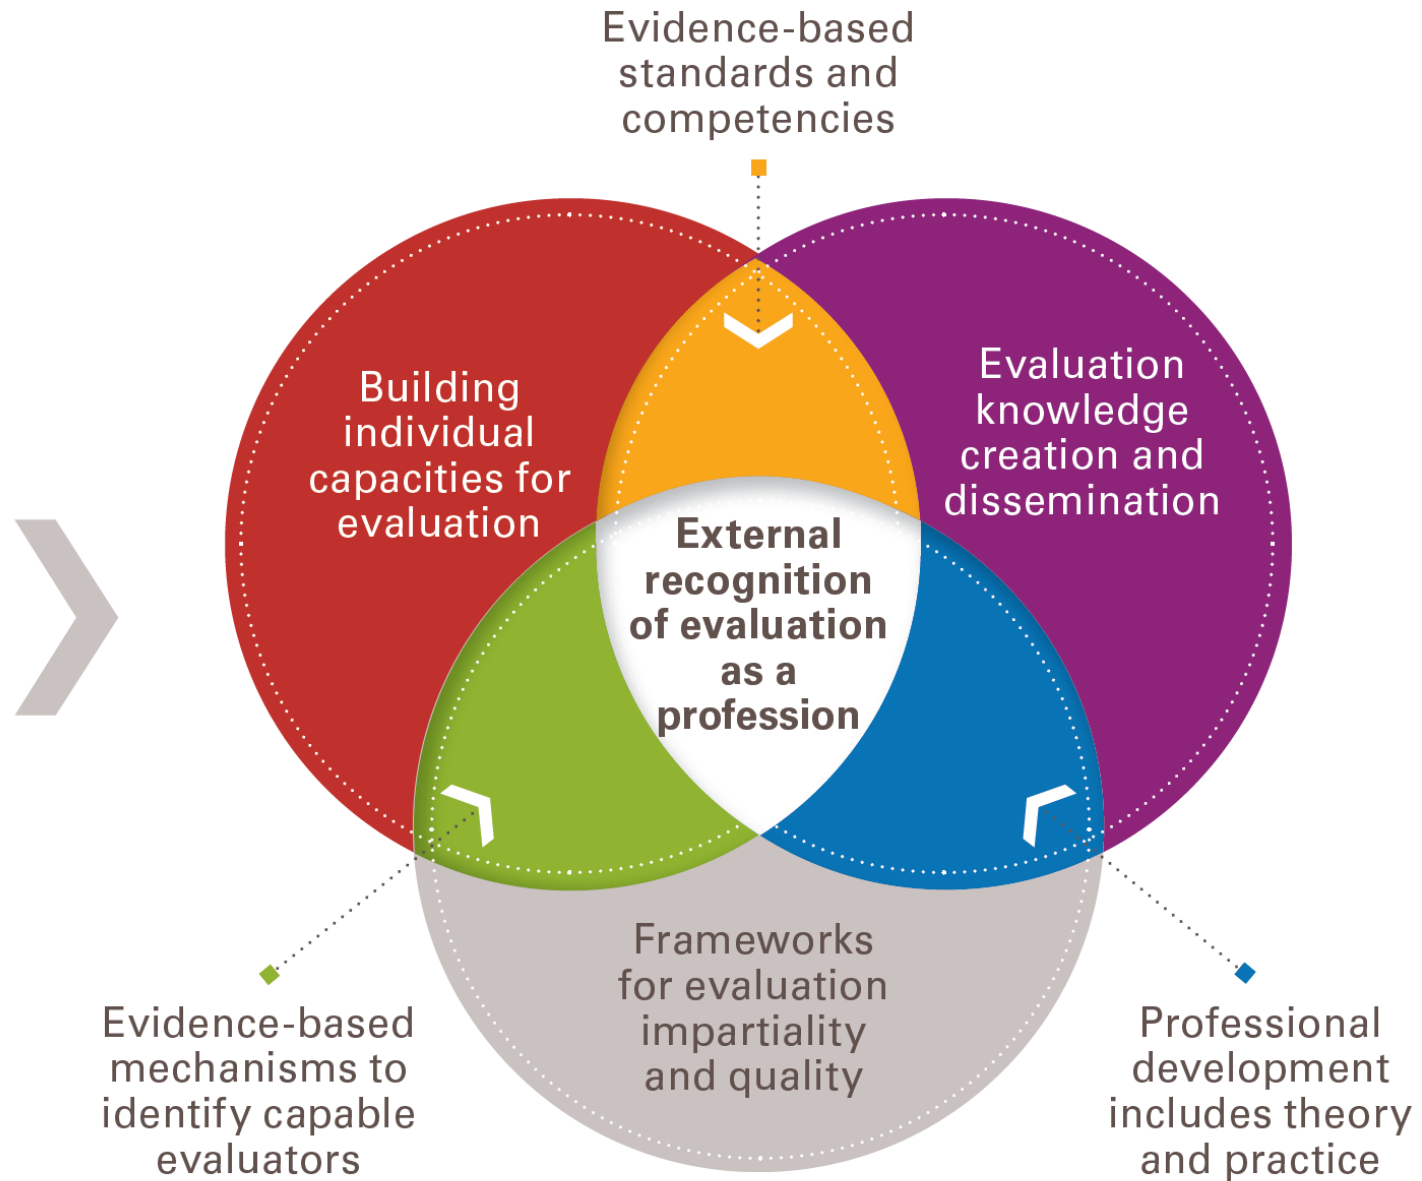 Evidence-based
standards and
competencies
Building
individual
capacities for
evaluation
Evaluation
knowledge
creation and
dissemination
External
recognition
of evaluation
as a
profession
Frameworks
for evaluation
impartiality
and quality
Evidence-based
mechanisms to
identify capable
evaluators
Professional
development
includes theory
and practice